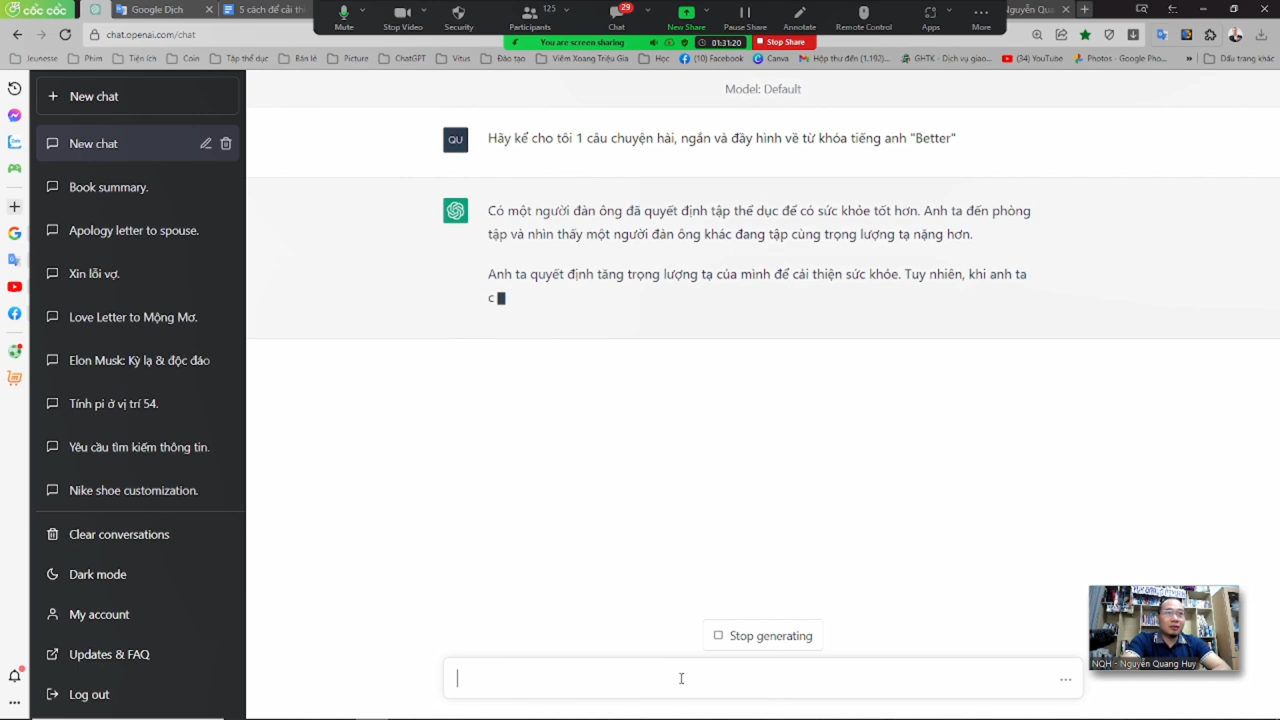 cốc cốc
Google Dịch
5 cách để cải thi
Nguyễn Qua
Mute
Stop Video
Security
Participants
125
Chat
29
New Share
Pause Share
Annotate
Remote Control
Apps
More
You are screen sharing
01:31:20
Stop Share
chat.openai.com/chat
Jeunesse
Phim
Tiện ích
Coin
Tập thể dục
Bán lẻ
Picture
ChatGPT
Vitus
Đào tạo
Viêm Xoang Triệu Gia
Học
(10) Facebook
Canva
Hộp thư đến (1.192)...
GHTK - Dịch vụ giao...
(34) YouTube
Photos - Google Pho...
Dấu trang khác
New chat
Model: Default
New chat
QU
Hãy kể cho tôi 1 câu chuyện hài, ngắn và đầy hình về từ khóa tiếng anh "Better"
Book summary.
Có một người đàn ông đã quyết định tập thể dục để có sức khỏe tốt hơn. Anh ta đến phòng
tập và nhìn thấy một người đàn ông khác đang tập cùng trọng lượng tạ nặng hơn.
Apology letter to spouse.
Xin lỗi vợ.
Anh ta quyết định tăng trọng lượng tạ của mình để cải thiện sức khỏe. Tuy nhiên, khi anh ta
c
Love Letter to Mộng Mơ.
Elon Musk: Kỳ lạ & độc đáo
Tính pi ở vị trí 54.
Yêu cầu tìm kiếm thông tin.
Nike shoe customization.
Clear conversations
Dark mode
My account
Updates & FAQ
Log out
Stop generating
NQH - Nguyễn Quang Huy